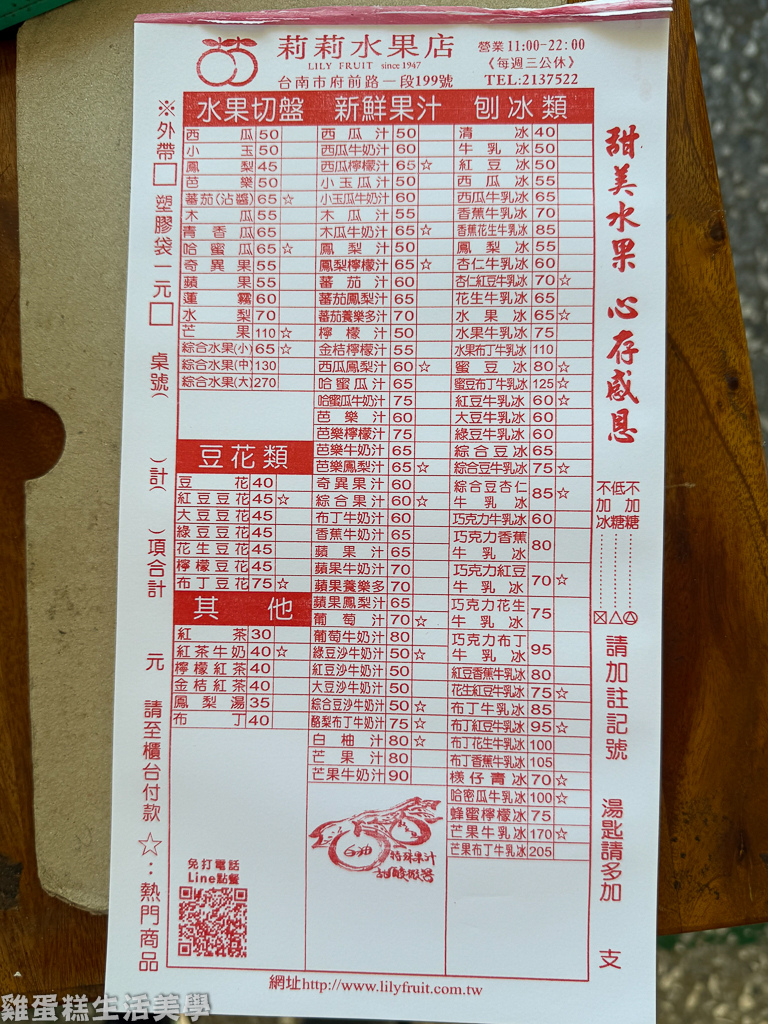 莉莉水果店
LILY FRUIT since 1947
台南市府前路一段199號
營業11:00-22:00
《每週三公休》
TEL:2137522
※外帶□ 塑膠袋一元□ 桌號( )計( )項合計 元 請至櫃台付款 ☆:熱門商品
水果切盤
西瓜 50
小玉 50
鳳梨 45
芭樂 50
蕃茄(沾醬) 65 ☆
木瓜 55
青香瓜 65
哈蜜瓜 65 ☆
奇異果 55
蘋果 55
蓮霧 60
水梨 70
芒果 110 ☆
綜合水果(小) 65 ☆
綜合水果(中) 130
綜合水果(大) 270
豆花類
豆花 40
紅豆豆花 45 ☆
大豆豆花 45
綠豆豆花 45
花生豆花 45
檸檬豆花 45
布丁豆花 75 ☆
其他
紅茶 30
紅茶牛奶 40 ☆
檸檬紅茶 40
金桔紅茶 40
鳳梨湯 35
布丁 40
免打電話
Line點餐
新鮮果汁
西瓜汁 50
西瓜牛奶汁 60
西瓜檸檬汁 65 ☆
小玉瓜汁 50
小玉瓜牛奶汁 60
木瓜汁 55
木瓜牛奶汁 65 ☆
鳳梨汁 50
鳳梨檸檬汁 65 ☆
蕃茄汁 60
蕃茄鳳梨汁 65
蕃茄養樂多汁 70
檸檬汁 50
金桔檸檬汁 55
西瓜鳳梨汁 60 ☆
哈蜜瓜汁 65
哈蜜瓜牛奶汁 75
芭樂汁 60
芭樂檸檬汁 75
芭樂牛奶汁 65
芭樂鳳梨汁 65 ☆
奇異果汁 60
綜合果汁 60 ☆
布丁牛奶汁 60
香蕉牛奶汁 65
蘋果汁 65
蘋果牛奶汁 70
蘋果養樂多 70
蘋果鳳梨汁 65
葡萄汁 70 ☆
葡萄牛奶汁 80
綠豆沙牛奶汁 50 ☆
紅豆沙牛奶汁 50
大豆沙牛奶汁 50
綜合豆沙牛奶汁 50 ☆
酪梨布丁牛奶汁 75 ☆
白柚汁 80 ☆
芒果汁 80
芒果牛奶汁 90
白柚
特殊果汁
甜酸微苦
刨冰類
清冰 40
牛乳冰 50
紅豆冰 50
西瓜冰 55
西瓜牛乳冰 65
香蕉牛乳冰 70
香蕉花生牛乳冰 85
鳳梨冰 55
杏仁牛乳冰 60
杏仁紅豆牛乳冰 70 ☆
花生牛乳冰 65
水果冰 65 ☆
水果牛乳冰 75
水果布丁牛乳冰 110
蜜豆冰 80 ☆
蜜豆布丁牛乳冰 125 ☆
紅豆牛乳冰 60 ☆
大豆牛乳冰 60
綠豆牛乳冰 60
綜合豆冰 65
綜合豆牛乳冰 75 ☆
綜合豆杏仁牛乳冰 85 ☆
巧克力牛乳冰 60
巧克力香蕉牛乳冰 80
巧克力紅豆牛乳冰 70 ☆
巧克力花生牛乳冰 75
巧克力布丁牛乳冰 95
紅豆香蕉牛乳冰 80
花生紅豆牛乳冰 75 ☆
布丁牛乳冰 85
布丁紅豆牛乳冰 95 ☆
布丁花生牛乳冰 100
布丁香蕉牛乳冰 105
檨仔青冰 70 ☆
哈密瓜牛乳冰 100 ☆
蜂蜜檸檬冰 75
芒果牛乳冰 170 ☆
芒果布丁牛乳冰 205
甜美水果 心存感恩
不加糖
低糖
不加冰
請加註記號 湯匙請多加 支
網址http://www.lilyfruit.com.tw
雞蛋糕生活美學